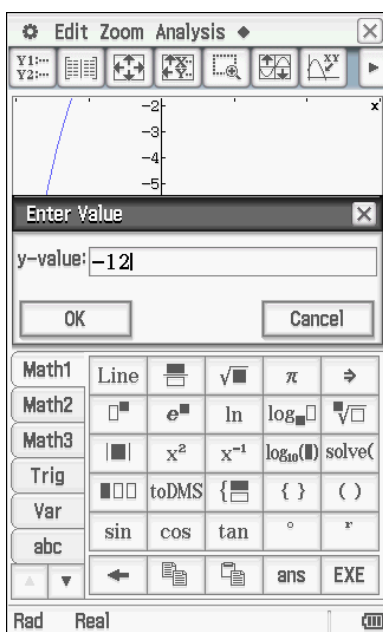 Edit Zoom Analysis ◆
Y1:··· Y2:···
XY
-2 x
-3
-4
-5
Enter Value
y-value: -12
OK Cancel
Math1 Line √■ π ⇒
Math2 □■ e■ ln log■□ ■√□
Math3 |■| x² x⁻¹ log₁₀(■) solve(
Trig ■□□ toDMS { { } ( )
Var
abc sin cos tan ° r
▲ ▼ ← ans EXE
Rad Real